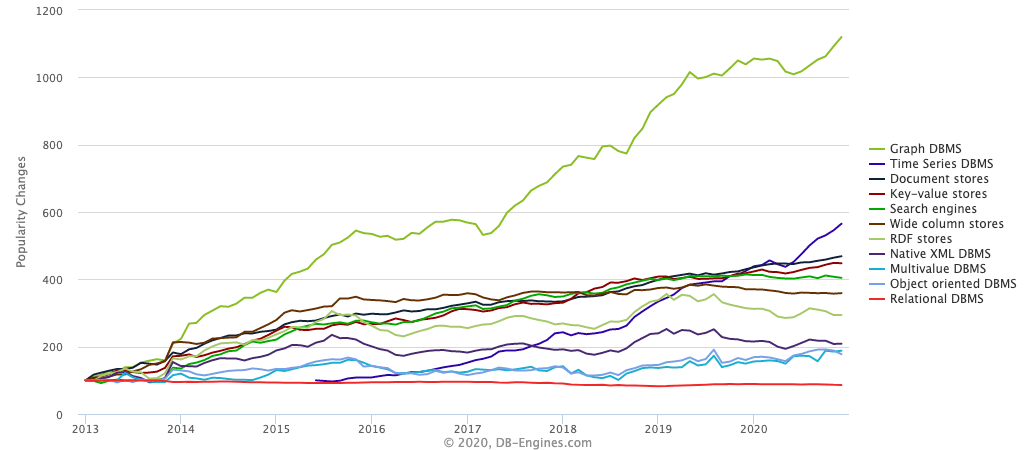 1200
1000
800
600
400
200
0
Popularity Changes
2013 2014 2015 2016 2017 2018 2019 2020
© 2020, DB-Engines.com
Graph DBMS
Time Series DBMS
Document stores
Key-value stores
Search engines
Wide column stores
RDF stores
Native XML DBMS
Multivalue DBMS
Object oriented DBMS
Relational DBMS